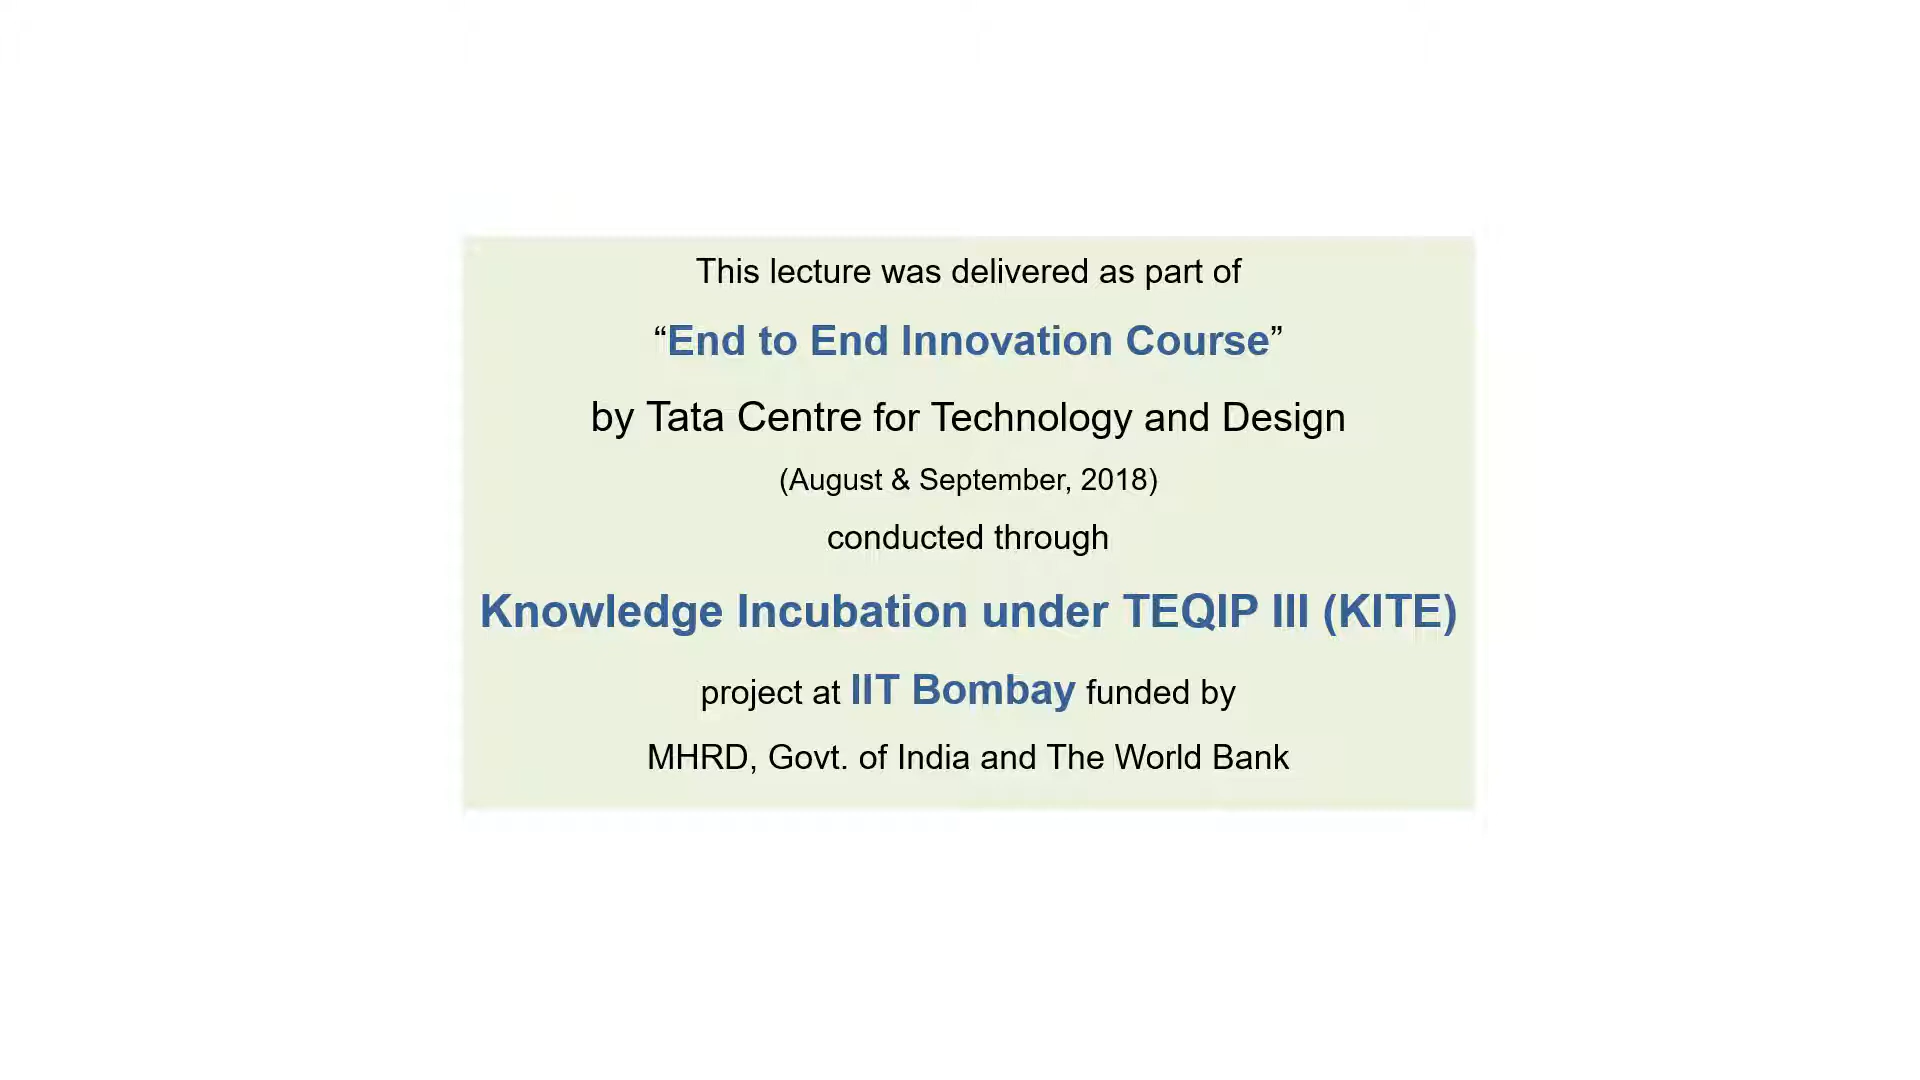 This lecture was delivered as part of
“End to End Innovation Course”
by Tata Centre for Technology and Design
(August & September, 2018)
conducted through
Knowledge Incubation under TEQIP III (KITE)
project at IIT Bombay funded by
MHRD, Govt. of India and The World Bank